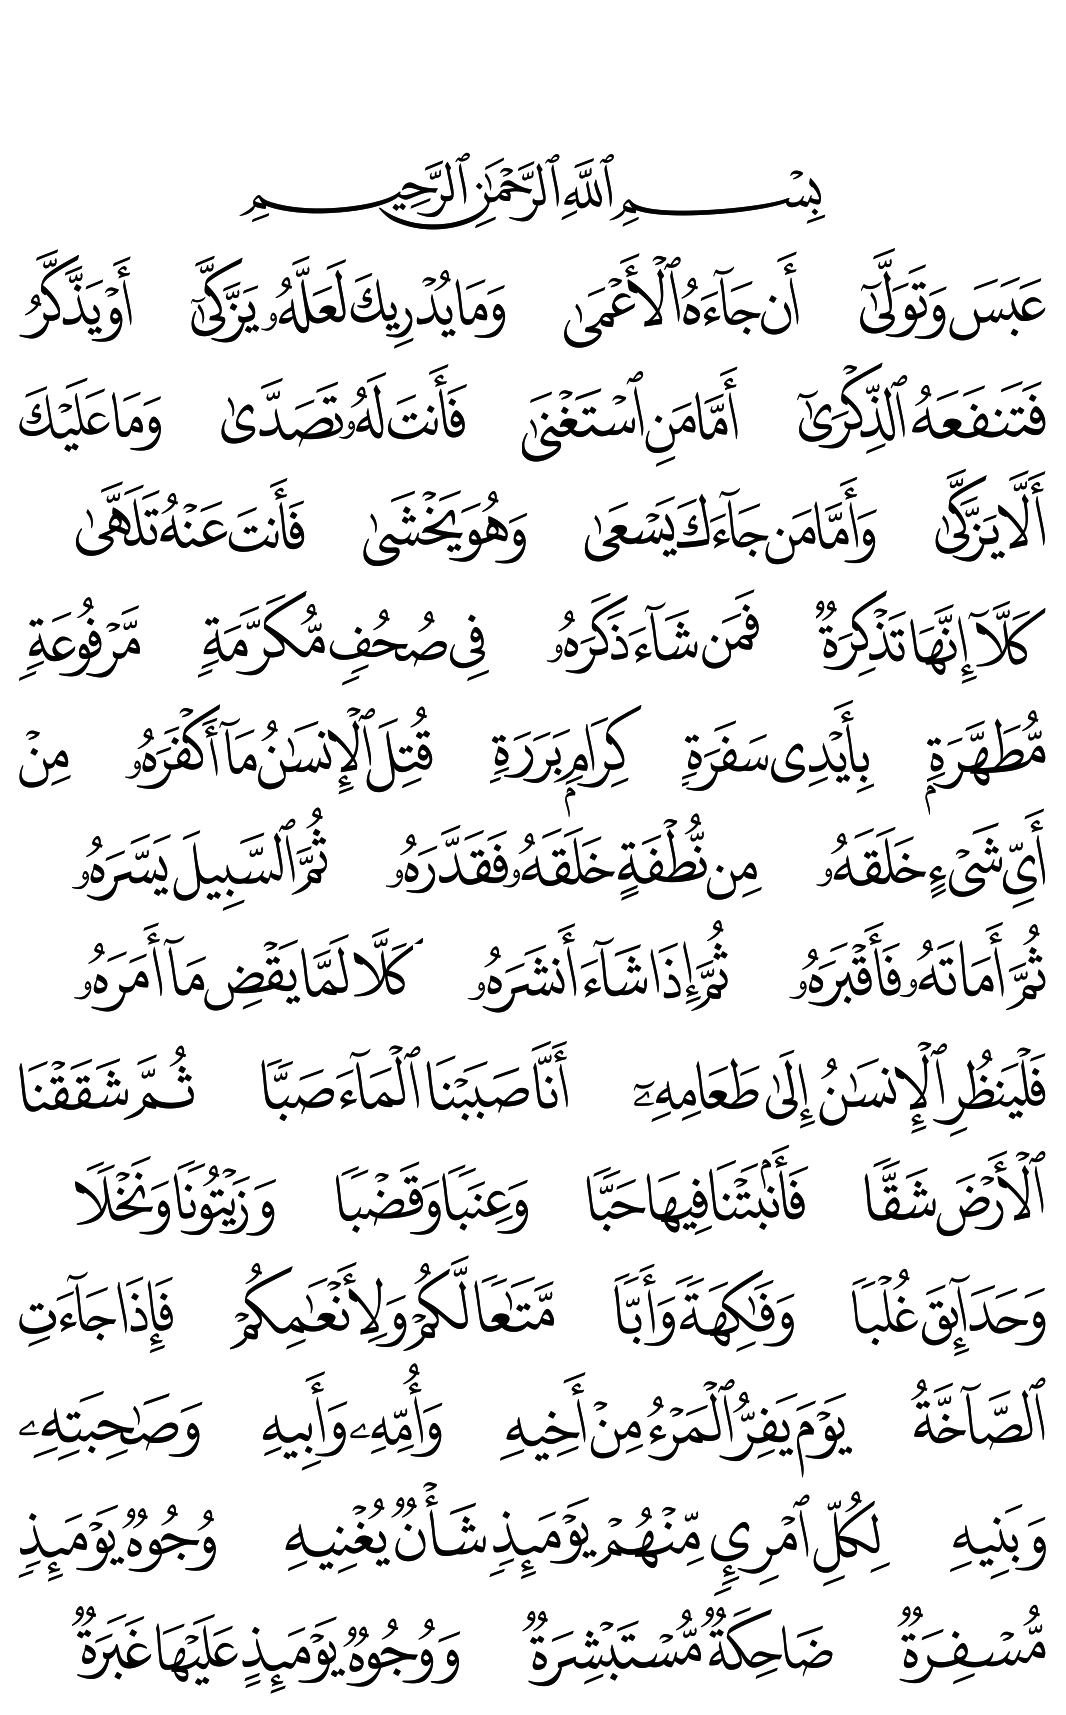 بِسْمِ ٱللَّهِ ٱلرَّحْمَٰنِ ٱلرَّحِيمِ
عَبَسَ وَتَوَلَّىٰٓ أَن جَآءَهُ ٱلْأَعْمَىٰ وَمَا يُدْرِيكَ لَعَلَّهُۥ يَزَّكَّىٰٓ أَوْ يَذَّكَّرُ
فَتَنفَعَهُ ٱلذِّكْرَىٰٓ أَمَّا مَنِ ٱسْتَغْنَىٰ فَأَنتَ لَهُۥ تَصَدَّىٰ وَمَا عَلَيْكَ
أَلَّا يَزَّكَّىٰ وَأَمَّا مَن جَآءَكَ يَسْعَىٰ وَهُوَ يَخْشَىٰ فَأَنتَ عَنْهُ تَلَهَّىٰ
كَلَّآ إِنَّهَا تَذْكِرَةٌ فَمَن شَآءَ ذَكَرَهُۥ فِى صُحُفٍ مُّكَرَّمَةٍ مَّرْفُوعَةٍ
مُّطَهَّرَةٍۭ بِأَيْدِى سَفَرَةٍ كِرَامٍۭ بَرَرَةٍ قُتِلَ ٱلْإِنسَٰنُ مَآ أَكْفَرَهُۥ مِنْ
أَىِّ شَىْءٍ خَلَقَهُۥ مِن نُّطْفَةٍ خَلَقَهُۥ فَقَدَّرَهُۥ ثُمَّ ٱلسَّبِيلَ يَسَّرَهُۥ
ثُمَّ أَمَاتَهُۥ فَأَقْبَرَهُۥ ثُمَّ إِذَا شَآءَ أَنشَرَهُۥ كَلَّا لَمَّا يَقْضِ مَآ أَمَرَهُۥ
فَلْيَنظُرِ ٱلْإِنسَٰنُ إِلَىٰ طَعَامِهِۦٓ أَنَّا صَبَبْنَا ٱلْمَآءَ صَبًّا ثُمَّ شَقَقْنَا
ٱلْأَرْضَ شَقًّا فَأَنۢبَتْنَا فِيهَا حَبًّا وَعِنَبًا وَقَضْبًا وَزَيْتُونًا وَنَخْلًا
وَحَدَآئِقَ غُلْبًا وَفَٰكِهَةً وَأَبًّا مَّتَٰعًا لَّكُمْ وَلِأَنْعَٰمِكُمْ فَإِذَا جَآءَتِ
ٱلصَّآخَّةُ يَوْمَ يَفِرُّ ٱلْمَرْءُ مِنْ أَخِيهِ وَأُمِّهِۦ وَأَبِيهِ وَصَٰحِبَتِهِۦ
وَبَنِيهِ لِكُلِّ ٱمْرِئٍ مِّنْهُمْ يَوْمَئِذٍ شَأْنٌ يُغْنِيهِ وُجُوهٌ يَوْمَئِذٍ
مُّسْفِرَةٌ ضَاحِكَةٌ مُّسْتَبْشِرَةٌ وَوُجُوهٌ يَوْمَئِذٍ عَلَيْهَا غَبَرَةٌ